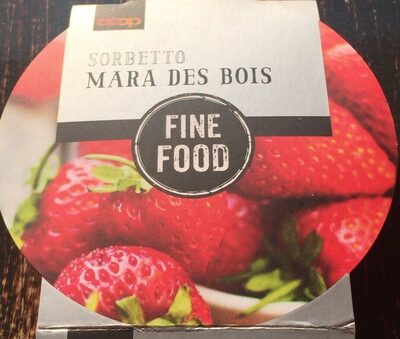 coop
SORBETTO
MARA DES BOIS
FINE
FOOD